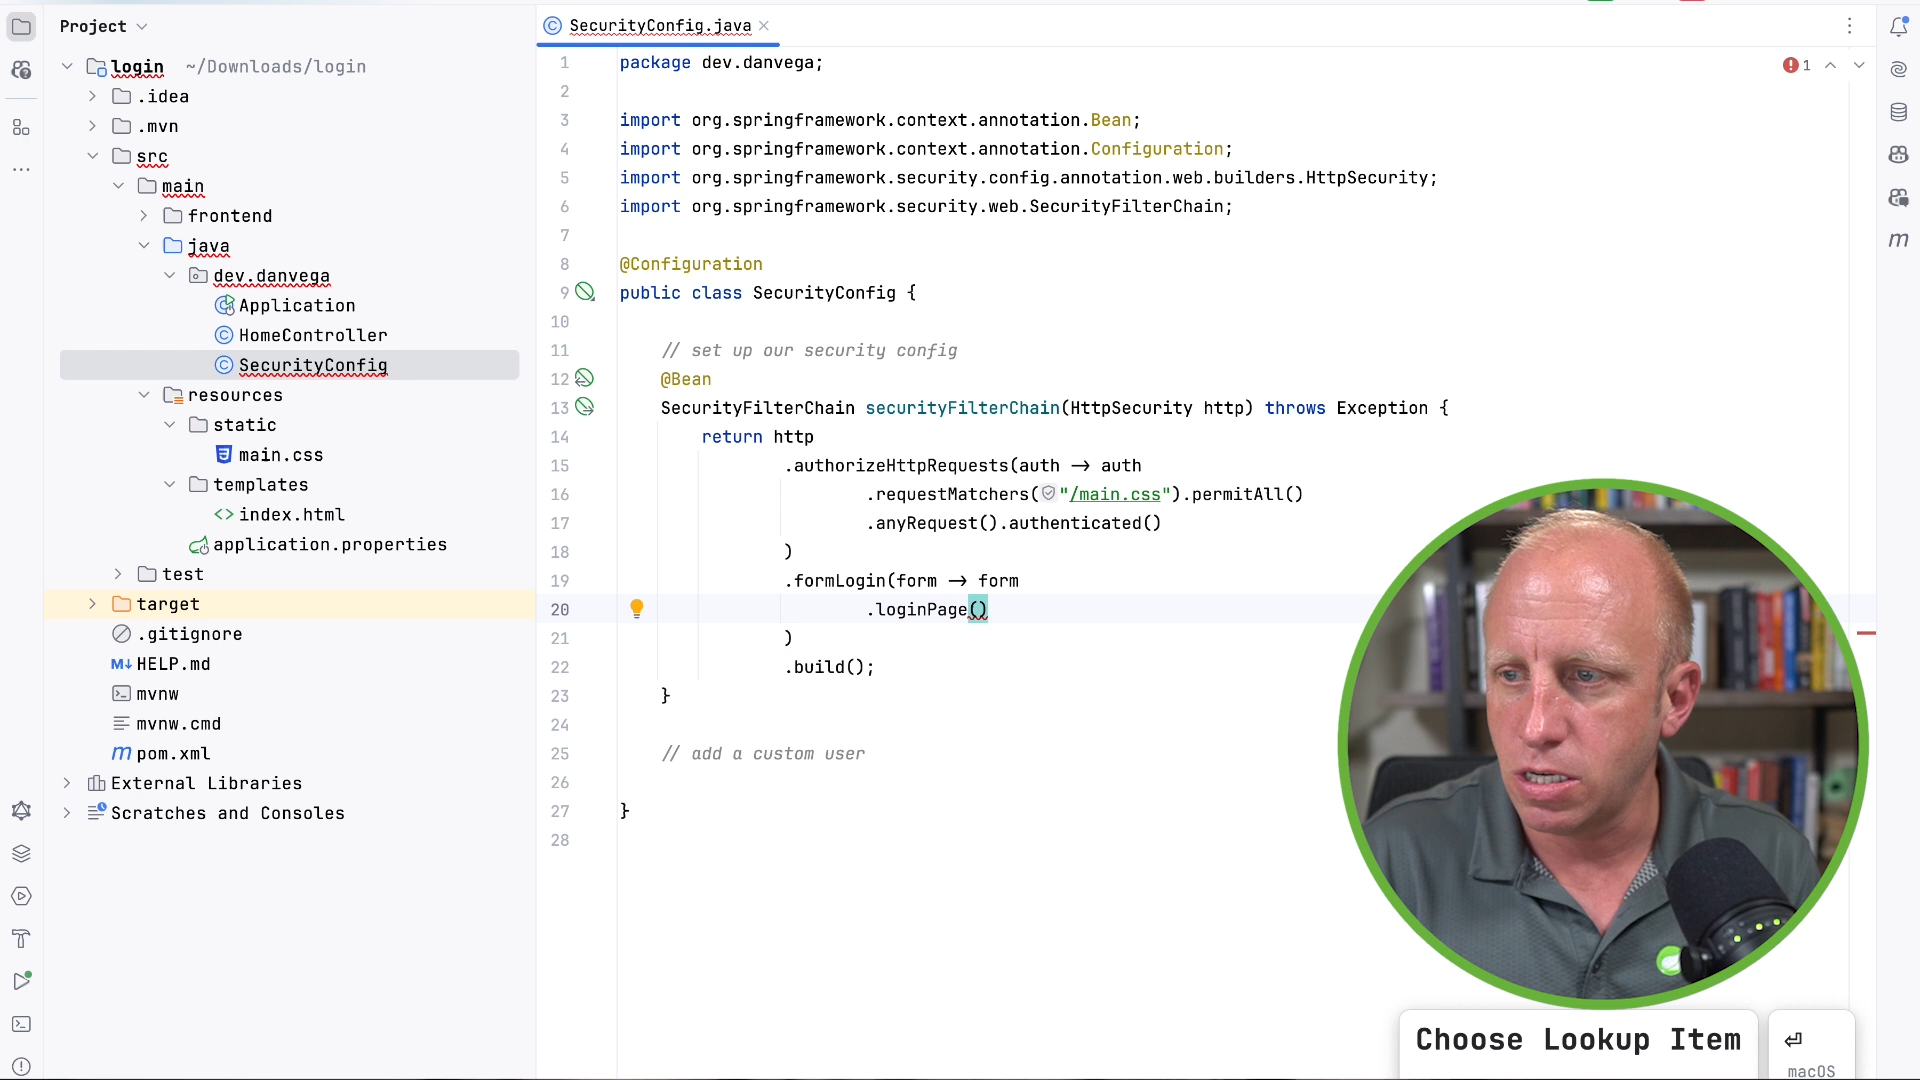 Project
login ~/Downloads/login
.idea
.mvn
src
main
frontend
java
dev.danvega
Application
HomeController
SecurityConfig
resources
static
main.css
templates
index.html
application.properties
test
target
.gitignore
HELP.md
mvnw
mvnw.cmd
pom.xml
External Libraries
Scratches and Consoles
SecurityConfig.java
1
1 package dev.danvega;
2
3 import org.springframework.context.annotation.Bean;
4 import org.springframework.context.annotation.Configuration;
5 import org.springframework.security.config.annotation.web.builders.HttpSecurity;
6 import org.springframework.security.web.SecurityFilterChain;
7
8 @Configuration
9 public class SecurityConfig {
10
11 // set up our security config
12 @Bean
13 SecurityFilterChain securityFilterChain(HttpSecurity http) throws Exception {
14 return http
15 .authorizeHttpRequests(auth → auth
16 .requestMatchers("/main.css").permitAll()
17 .anyRequest().authenticated()
18 )
19 .formLogin(form → form
20 .loginPage()
21 )
22 .build();
23 }
24
25 // add a custom user
26
27 }
28
Choose Lookup Item ⏎
macOS